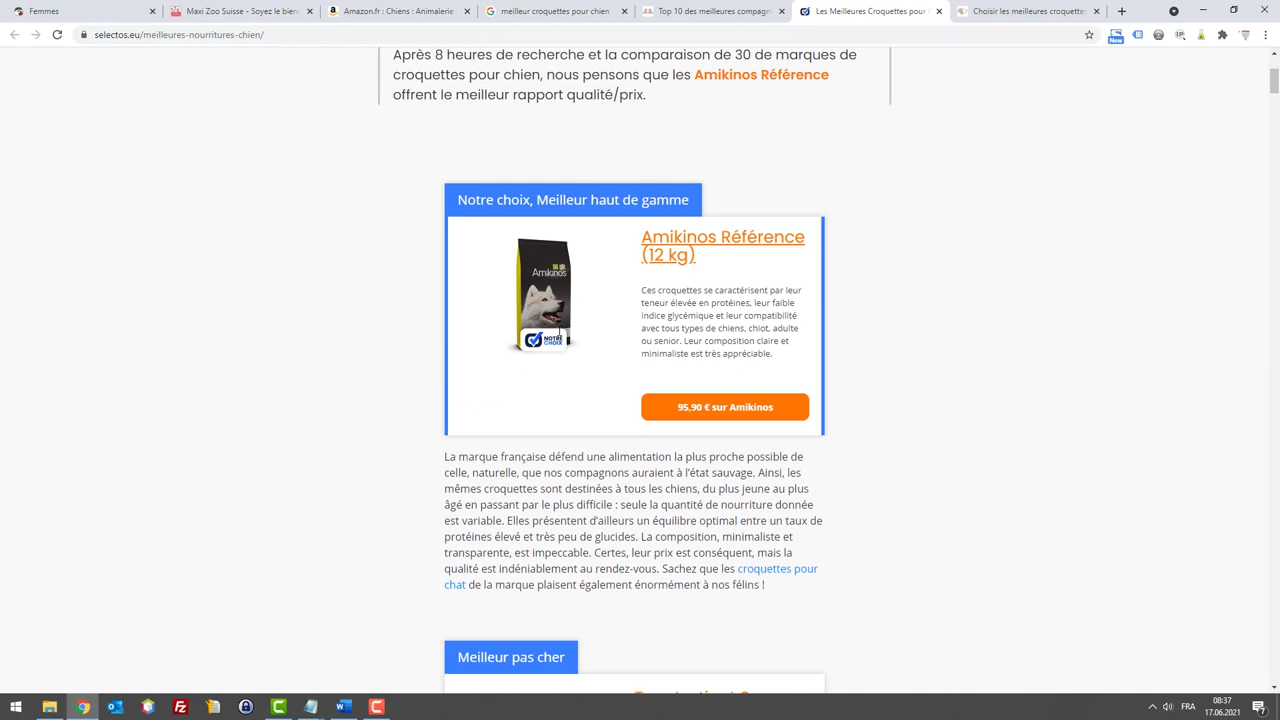 Femmes
Maxi Zoo Suisse - Soyez le bien
Amazon.fr : Chiens : Animalerie
meilleur croquettes pour chien
Top 10 des meilleurs compagn
Les Meilleures Croquettes pour
Choisir les meilleures croquettes
selectos.eu/meilleures-nourritures-chien/
New
Après 8 heures de recherche et la comparaison de 30 de marques de
croquettes pour chien, nous pensons que les Amikinos Référence
offrent le meilleur rapport qualité/prix.
Notre choix, Meilleur haut de gamme
Amikinos
NOTRE
CHOIX
Amikinos Référence
(12 kg)
Ces croquettes se caractérisent par leur
teneur élevée en protéines, leur faible
indice glycémique et leur compatibilité
avec tous types de chiens, chiot, adulte
ou senior. Leur composition claire et
minimaliste est très appréciable.
95,90 € sur Amikinos
La marque française défend une alimentation la plus proche possible de
celle, naturelle, que nos compagnons auraient à l'état sauvage. Ainsi, les
mêmes croquettes sont destinées à tous les chiens, du plus jeune au plus
âgé en passant par le plus difficile : seule la quantité de nourriture donnée
est variable. Elles présentent d'ailleurs un équilibre optimal entre un taux de
protéines élevé et très peu de glucides. La composition, minimaliste et
transparente, est impeccable. Certes, leur prix est conséquent, mais la
qualité est indéniablement au rendez-vous. Sachez que les croquettes pour
chat de la marque plaisent également énormément à nos félins !
Meilleur pas cher
FRA
08:37
17.06.2021